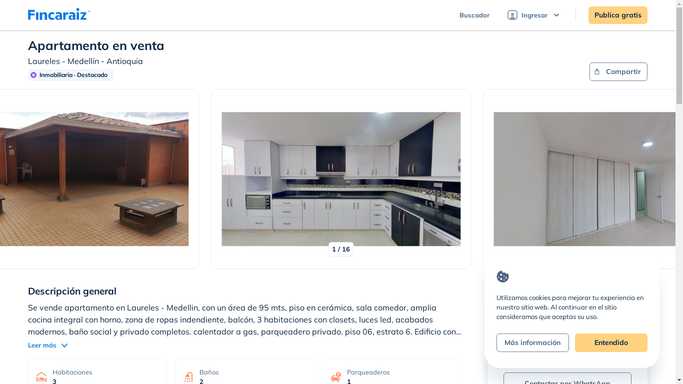 Fincaraiz
Buscador
Ingresar
Publica gratis
Apartamento en venta
Laureles - Medellín - Antioquia
Inmobiliaria - Destacado
Compartir
1 / 16
Descripción general
Se vende apartamento en Laureles - Medellin, con un área de 95 mts, piso en cerámica, sala comedor, amplia
cocina integral con horno, zona de ropas indendiente, balcón, 3 habitaciones con closets, luces led, acabados
modernos, baño social y privado completos. calentador a gas, parqueadero privado. piso 06, estrato 6. Edificio con...
Leer más
Habitaciones
3
Baños
2
Parqueaderos
1
Utilizamos cookies para mejorar tu experiencia en
nuestro sitio web. Al continuar en el sitio
consideramos que aceptas su uso.
Más información
Entendido
Contactar por WhatsApp